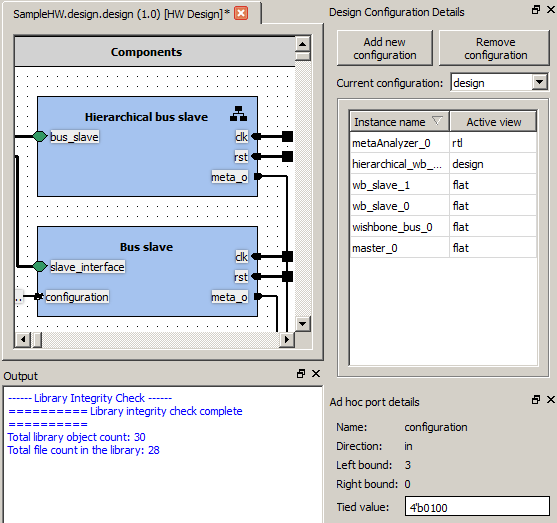 SampleHW.design.design (1.0) [HW Design]*
Components
Hierarchical bus slave
bus_slave
clk
rst
meta_o
Bus slave
clk
slave_interface
rst
configuration
meta_o
Output
------ Library Integrity Check ------
========== Library integrity check complete
==========
Total library object count: 30
Total file count in the library: 28
Design Configuration Details
Add new configuration
Remove configuration
Current configuration: design
Instance name Active view
metaAnalyzer_0 rtl
hierarchical_wb_... design
wb_slave_1 flat
wb_slave_0 flat
wishbone_bus_0 flat
master_0 flat
Ad hoc port details
Name: configuration
Direction: in
Left bound: 3
Right bound: 0
Tied value: 4'b0100